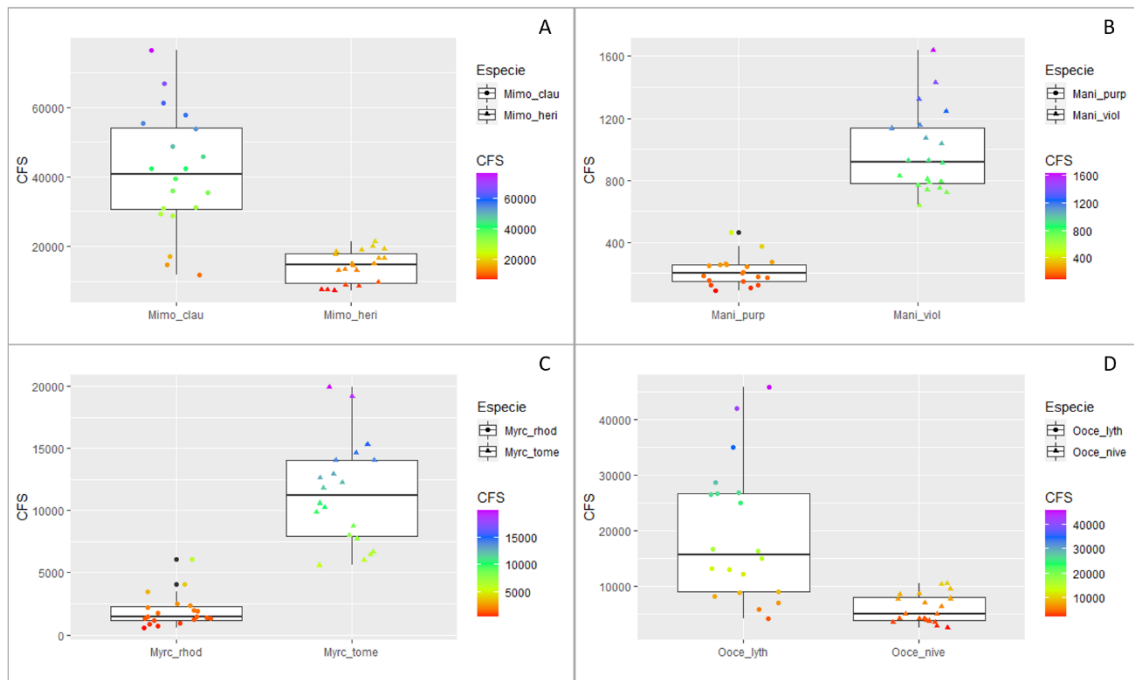 A
CFS
60000
40000
20000
Mimo_clau
Mimo_heri
Especie
Mimo_clau
Mimo_heri
CFS
60000
40000
20000
B
CFS
1600
1200
800
400
Mani_purp
Mani_viol
Especie
Mani_purp
Mani_viol
CFS
1600
1200
800
400
C
CFS
20000
15000
10000
5000
0
Myrc_rhod
Myrc_tome
Especie
Myrc_rhod
Myrc_tome
CFS
15000
10000
5000
D
CFS
40000
30000
20000
10000
Ooce_lyth
Ooce_nive
Especie
Ooce_lyth
Ooce_nive
CFS
40000
30000
20000
10000